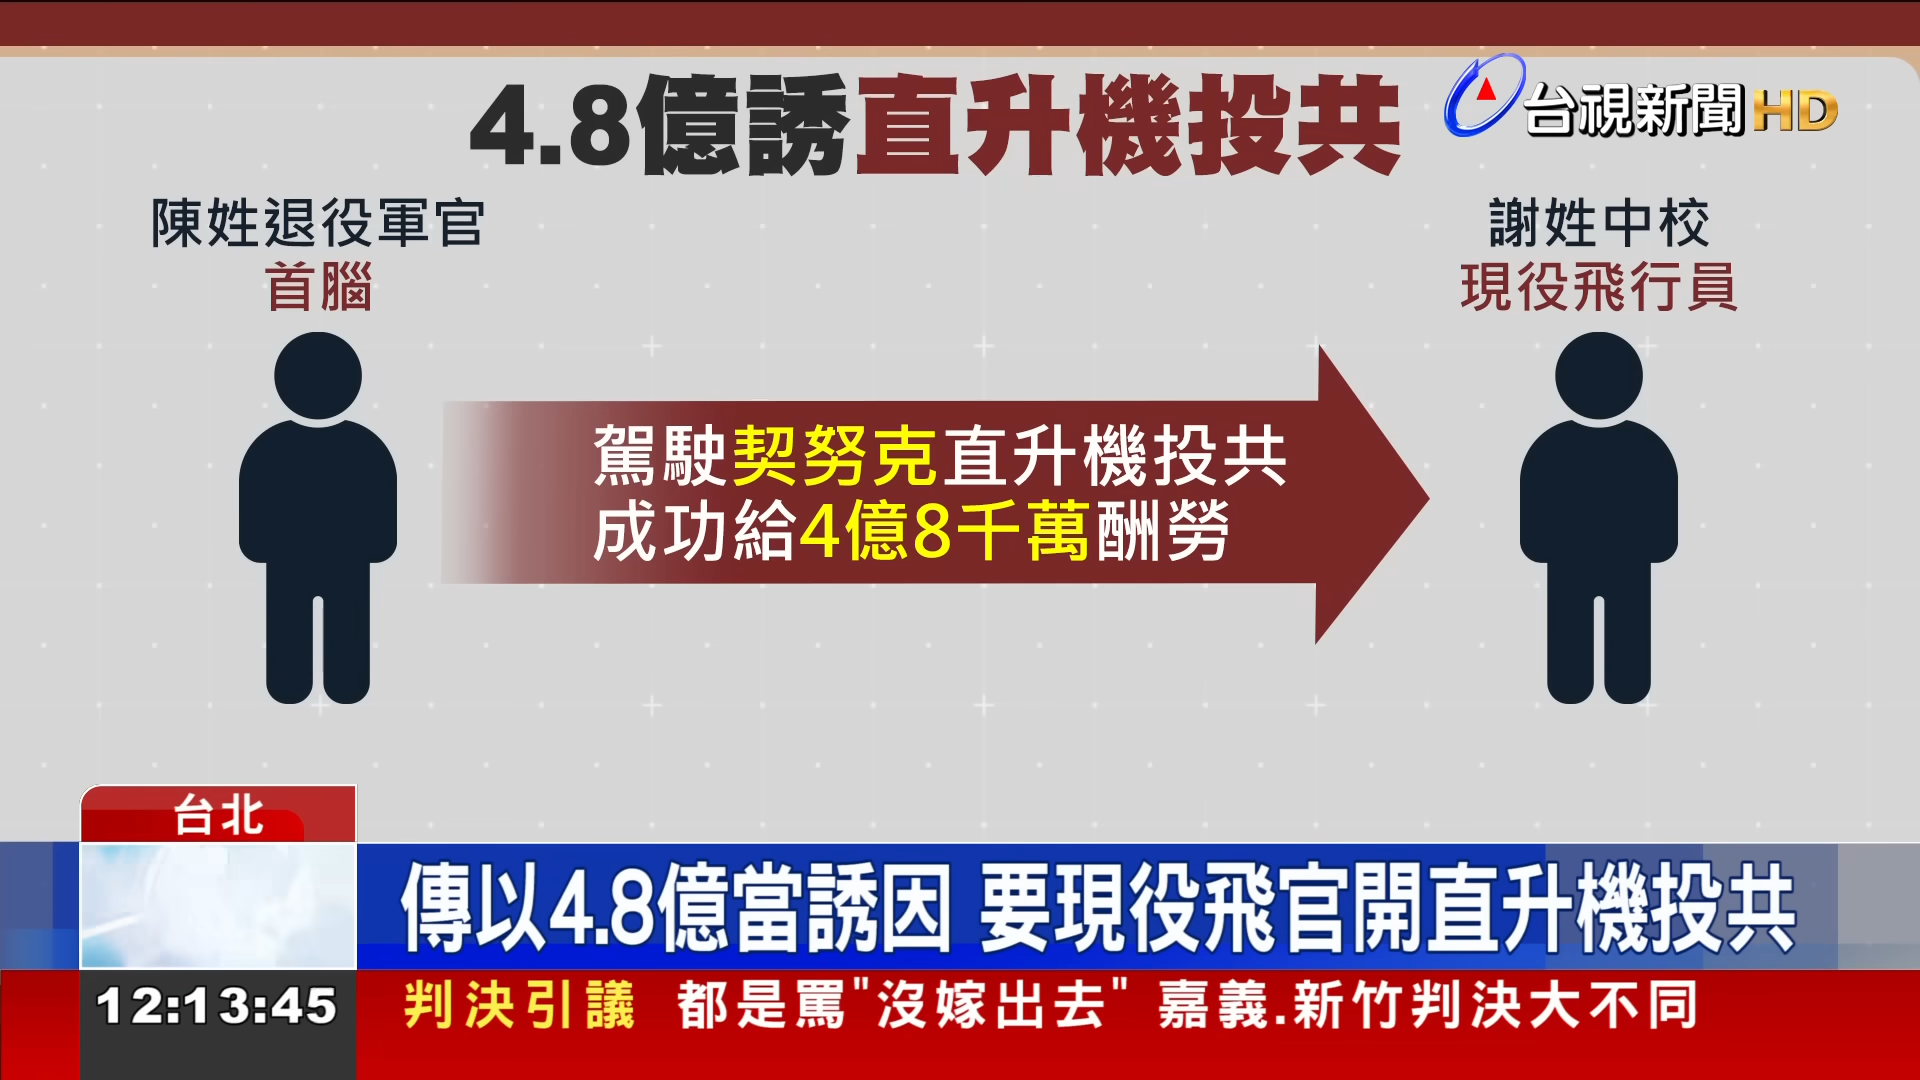 4.8億誘直升機投共
台視新聞HD
陳姓退役軍官
首腦
謝姓中校
現役飛行員
駕駛契努克直升機投共
成功給4億8千萬酬勞
台北
傳以4.8億當誘因 要現役飛官開直升機投共
12:13:45
判決引議 都是罵"沒嫁出去" 嘉義.新竹判決大不同